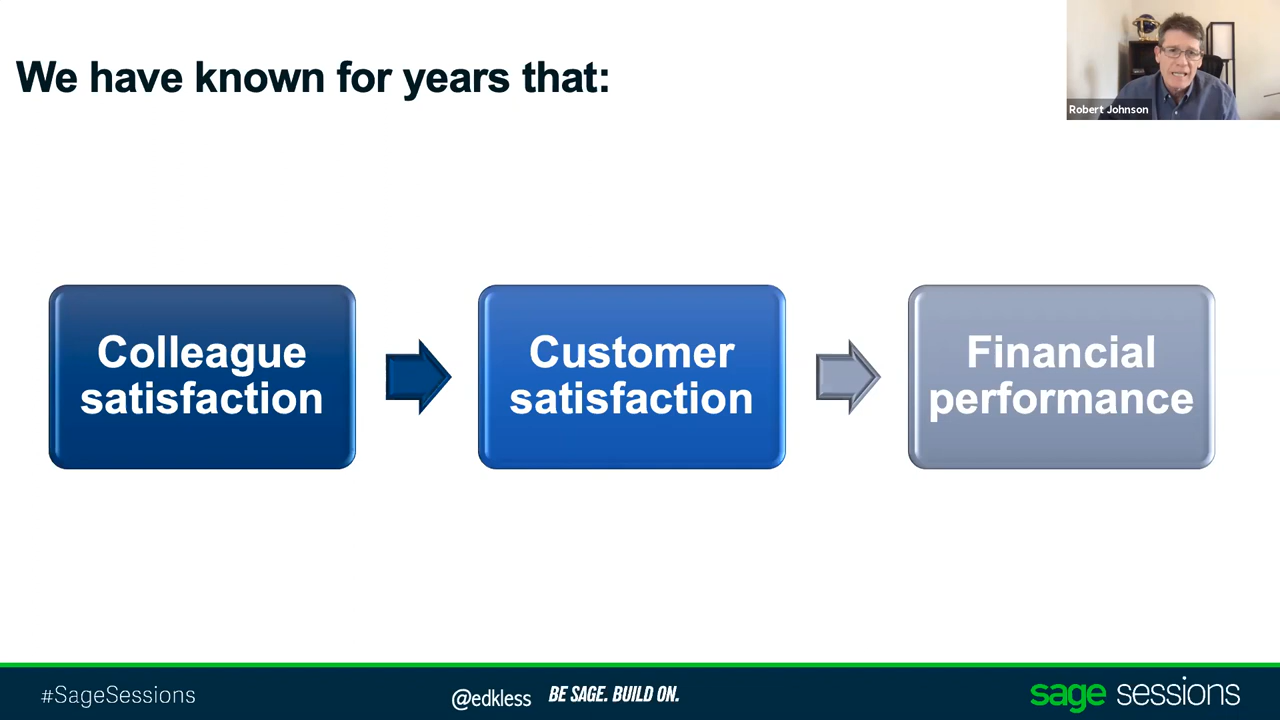 We have known for years that:
Robert Johnson
Colleague
satisfaction
Customer
satisfaction
Financial
performance
#SageSessions
@edkless
BE SAGE. BUILD ON.
sage sessions